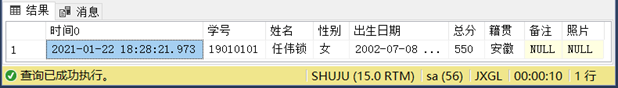 结果 消息
时间0 学号 姓名 性别 出生日期 总分 籍贯 备注 照片
1 2021-01-22 18:28:21.973 19010101 任伟锁 女 2002-07-08 ... 550 安徽 NULL NULL
查询已成功执行。 SHUJU (15.0 RTM) sa (56) JXGL 00:00:10 1 行